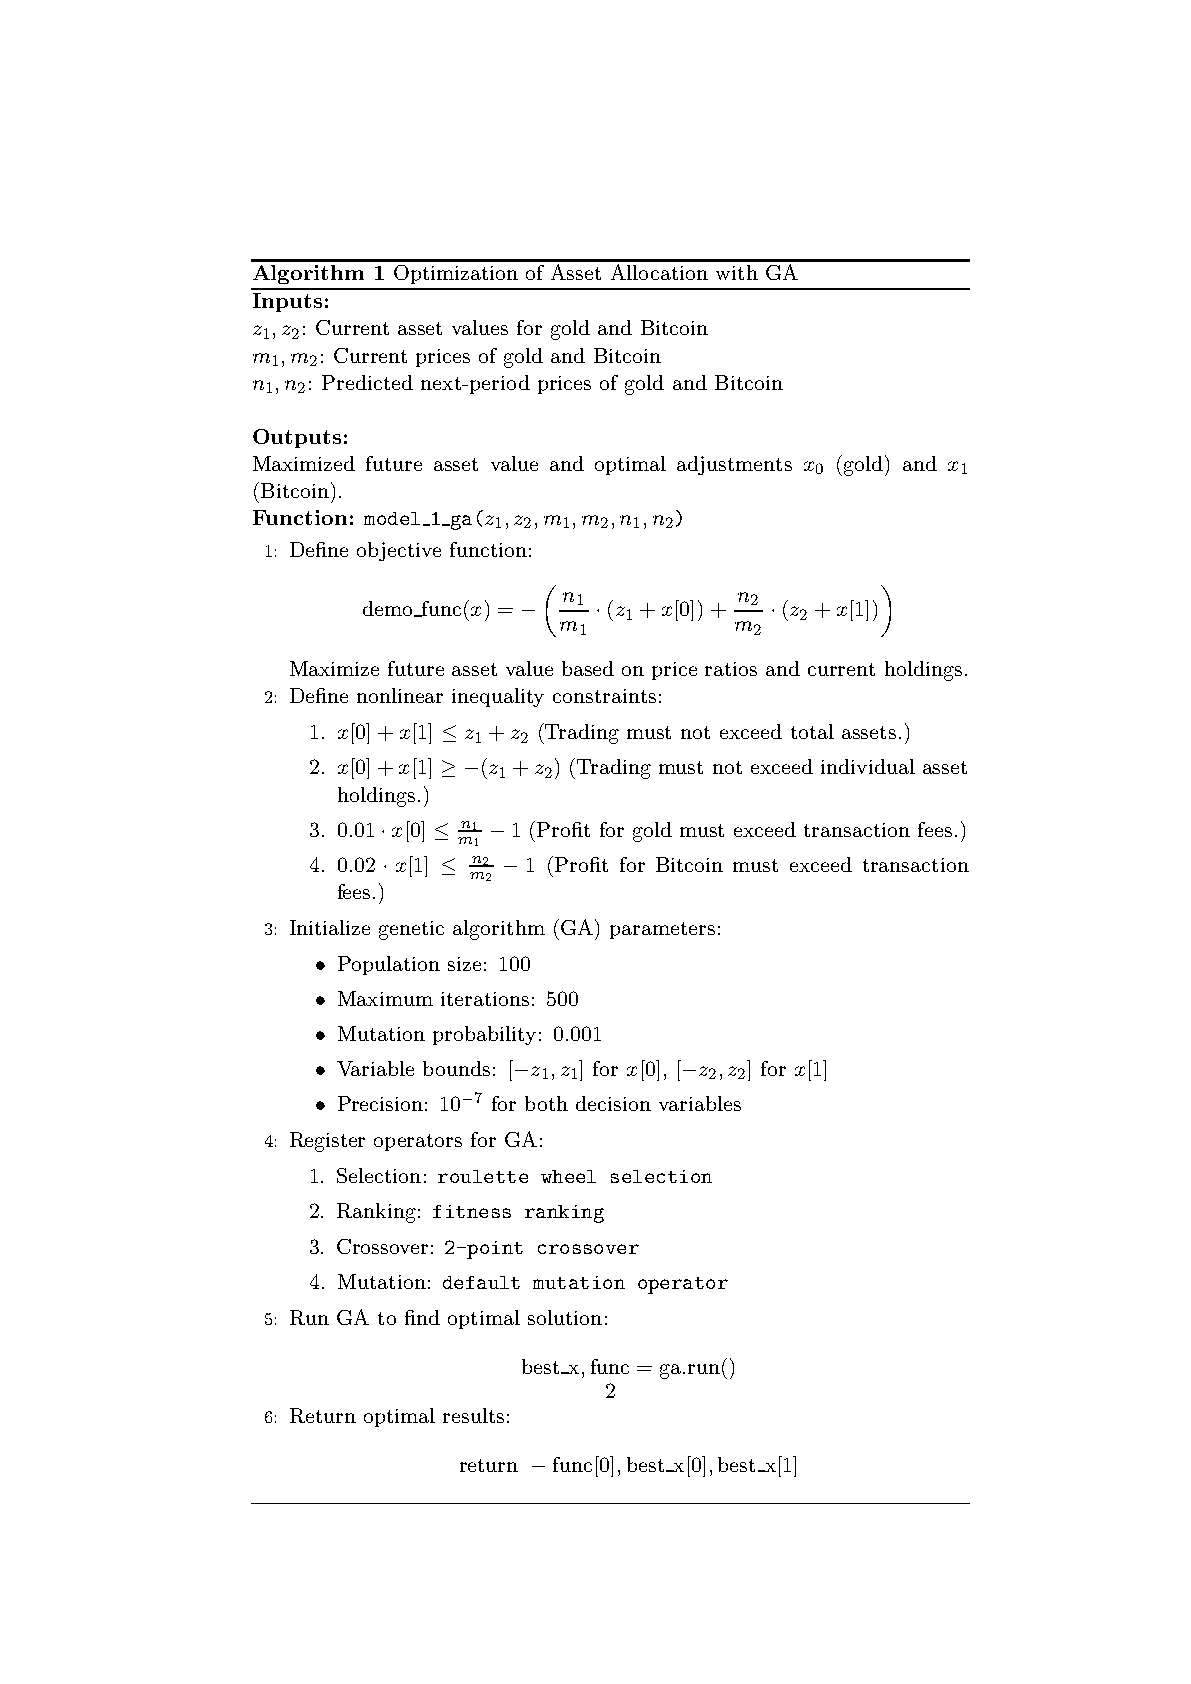 Algorithm 1 Optimization of Asset Allocation with GA
Inputs:
z₁, z₂: Current asset values for gold and Bitcoin
m₁, m₂: Current prices of gold and Bitcoin
n₁, n₂: Predicted next-period prices of gold and Bitcoin
Outputs:
Maximized future asset value and optimal adjustments x₀ (gold) and x₁
(Bitcoin).
Function: model_1_ga(z₁, z₂, m₁, m₂, n₁, n₂)
1: Define objective function:
demo_func(x) = −(n₁/m₁ · (z₁ + x[0]) + n₂/m₂ · (z₂ + x[1]))
Maximize future asset value based on price ratios and current holdings.
2: Define nonlinear inequality constraints:
1. x[0] + x[1] ≤ z₁ + z₂ (Trading must not exceed total assets.)
2. x[0] + x[1] ≥ −(z₁ + z₂) (Trading must not exceed individual asset
holdings.)
3. 0.01 · x[0] ≤ n₁/m₁ − 1 (Profit for gold must exceed transaction fees.)
4. 0.02 · x[1] ≤ n₂/m₂ − 1 (Profit for Bitcoin must exceed transaction
fees.)
3: Initialize genetic algorithm (GA) parameters:
• Population size: 100
• Maximum iterations: 500
• Mutation probability: 0.001
• Variable bounds: [−z₁, z₁] for x[0], [−z₂, z₂] for x[1]
• Precision: 10⁻⁷ for both decision variables
4: Register operators for GA:
1. Selection: roulette wheel selection
2. Ranking: fitness ranking
3. Crossover: 2-point crossover
4. Mutation: default mutation operator
5: Run GA to find optimal solution:
best_x, func = ga.run()
2
6: Return optimal results:
return −func[0], best_x[0], best_x[1]